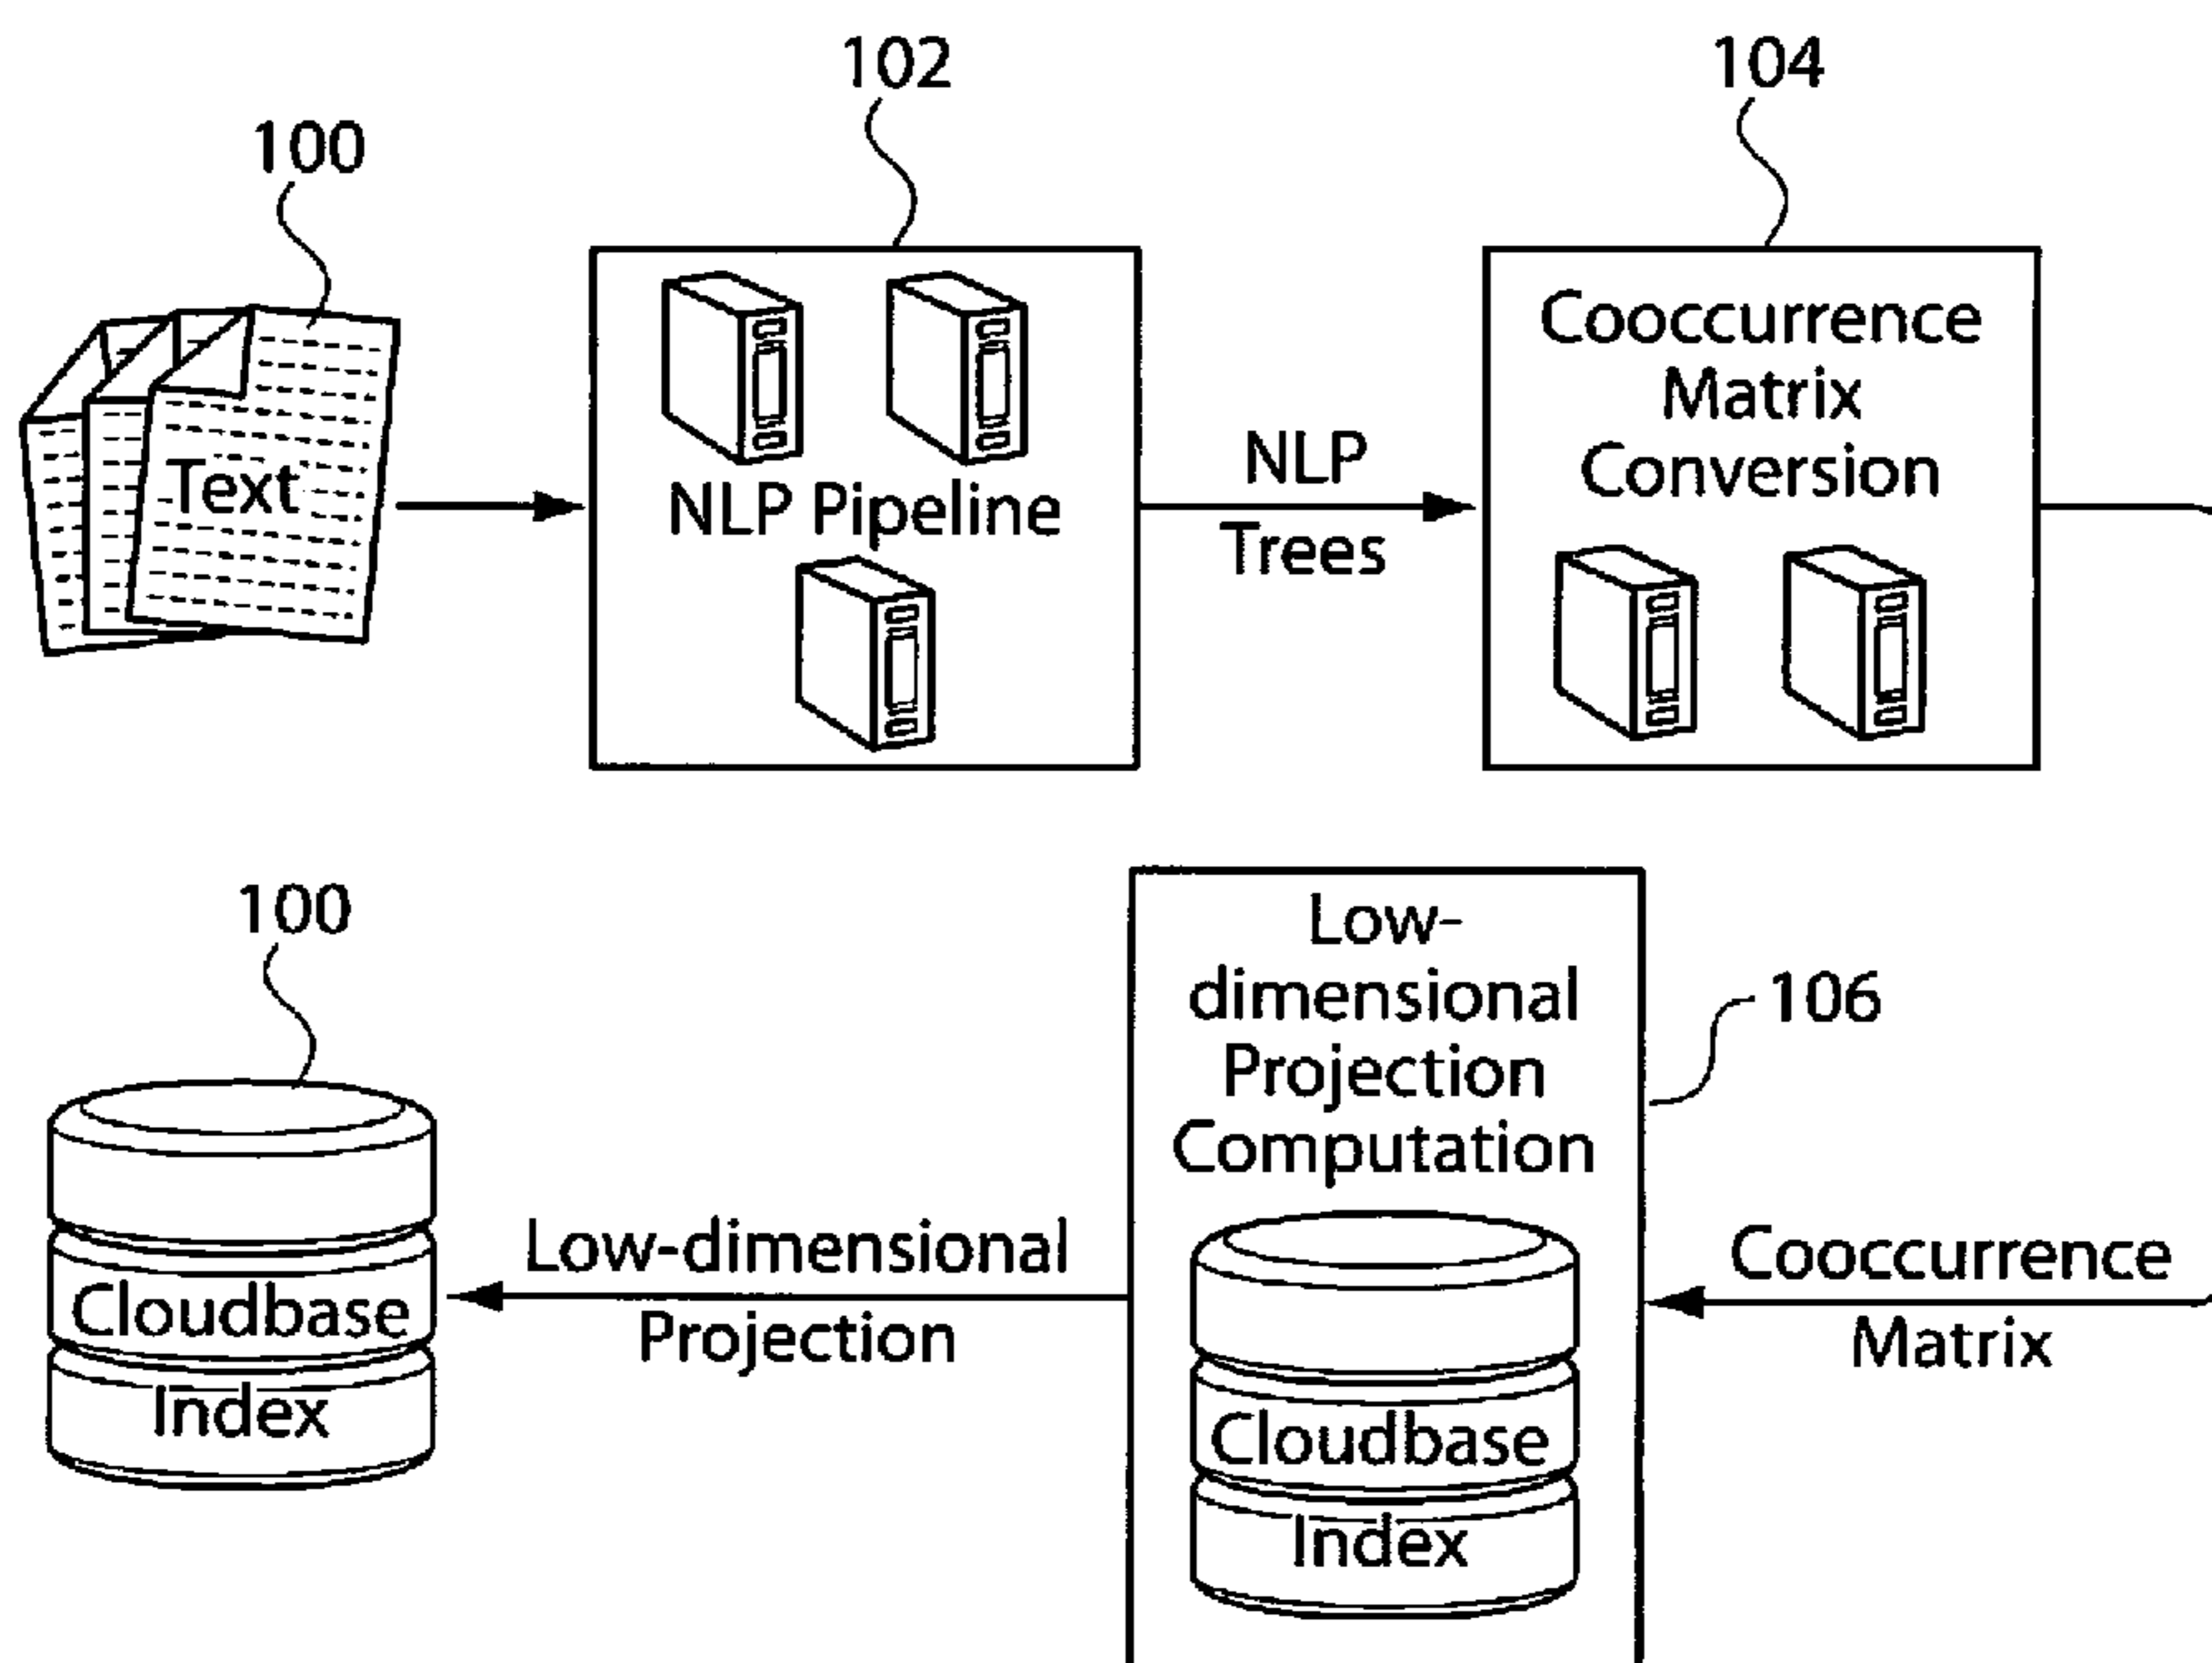 100
102
104
Text
NLP Pipeline
NLP
Trees
Cooccurrence
Matrix
Conversion
100
Cloudbase
Index
Low-dimensional
Projection
Low-
dimensional
Projection
Computation
Cloudbase
Index
106
Cooccurrence
Matrix